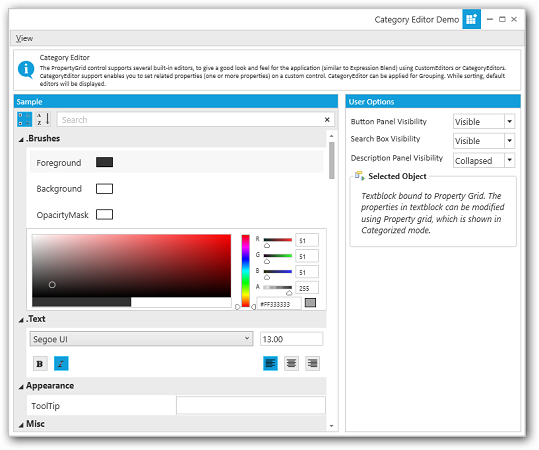 Category Editor Demo
View
Category Editor
The PropertyGrid control supports several built-in editors, to give a good look and feel for the application (similar to Expression Blend) using CustomEditors or CategoryEditors.
CategoryEditor support enables you to set related properties (one or more properties) on a custom control. CategoryEditor can be applied for Grouping. While sorting, default
editors will be displayed.
Sample
A
Z
Search
.Brushes
Foreground
Background
OpacirtyMask
R 51
G 51
B 51
A 255
#FF333333
.Text
Segoe UI 13.00
B I
Appearance
ToolTip
Misc
User Options
Button Panel Visibility Visible
Search Box Visibility Visible
Description Panel Visibility Collapsed
Selected Object
Textblock bound to Property Grid. The
properties in textblock can be modified
using Property grid, which is shown in
Categorized mode.